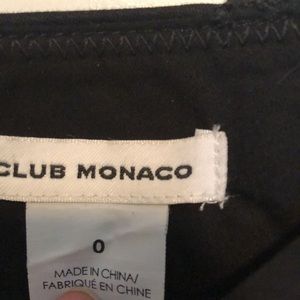 CLUB MONACO
0
MADE IN CHINA/
FABRIQUÉ EN CHINE